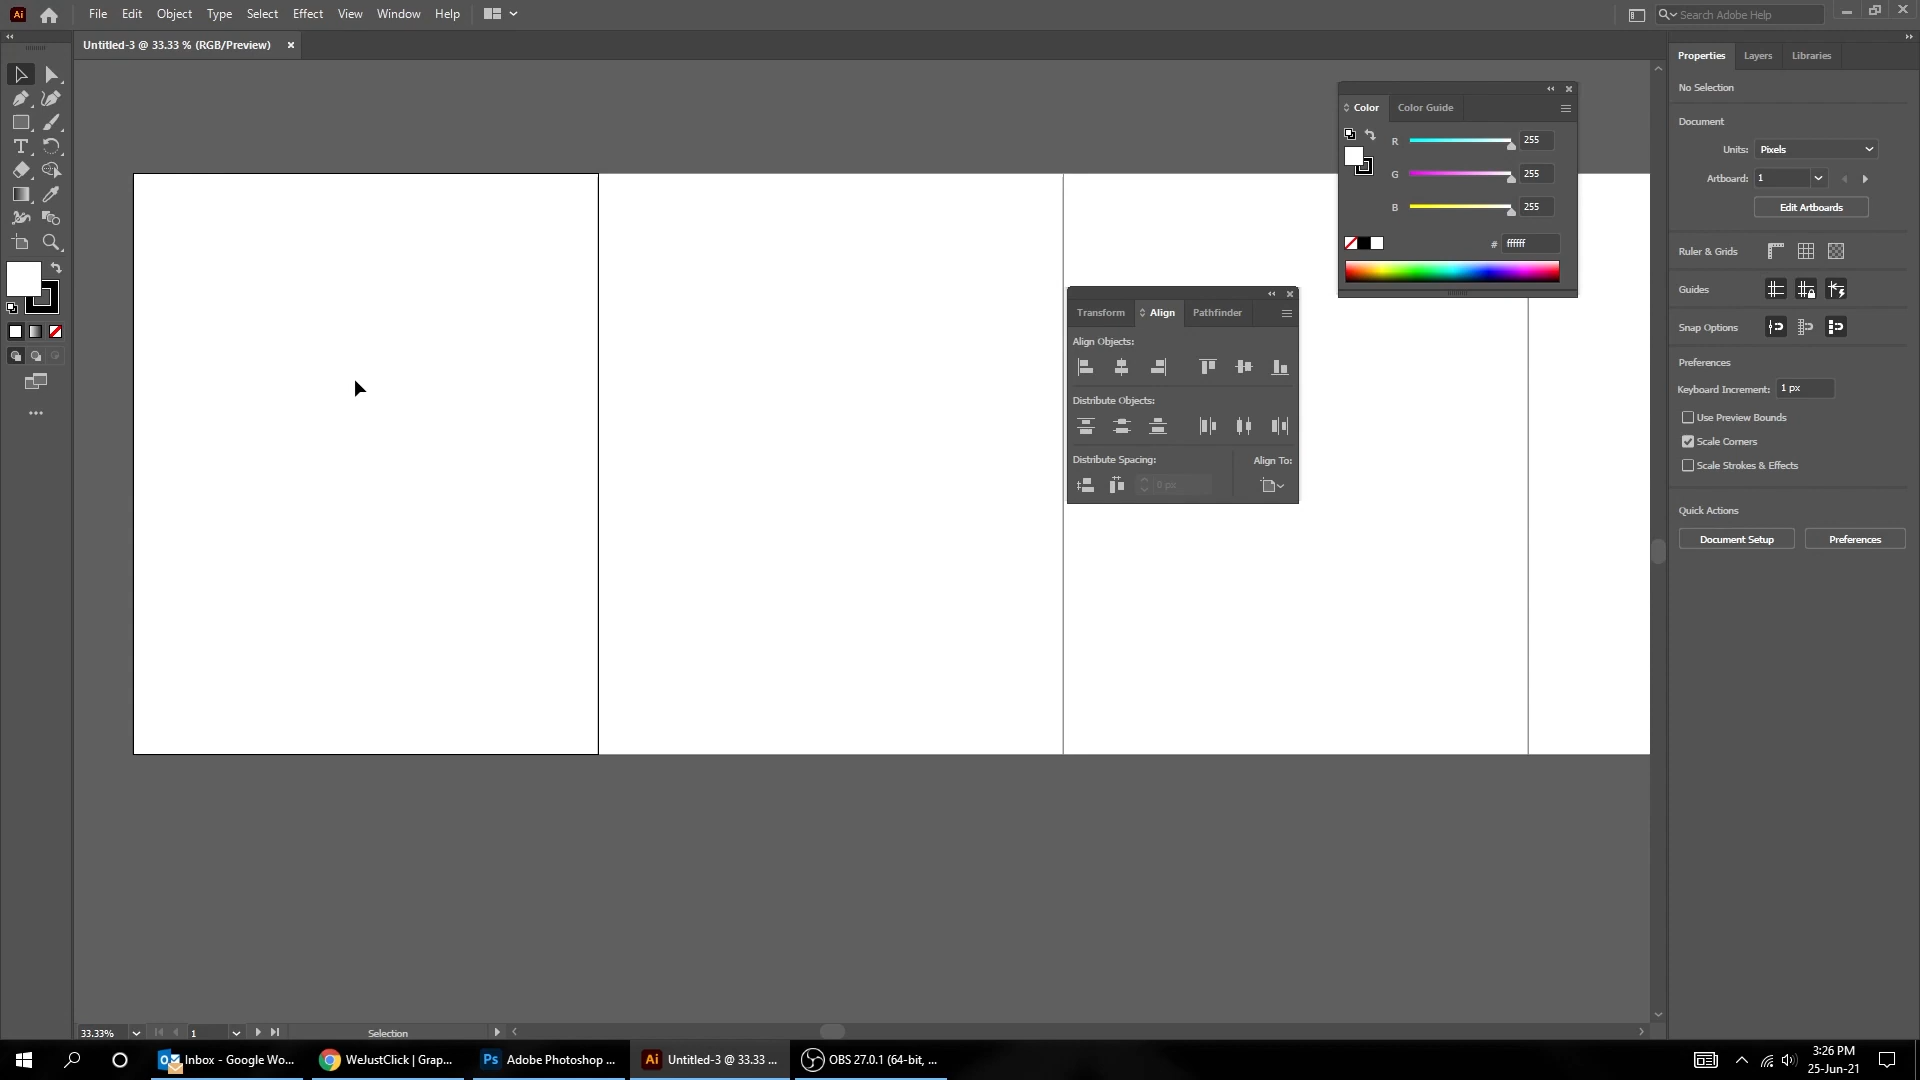 Ai File Edit Object Type Select Effect View Window Help
Search Adobe Help
Untitled-3 @ 33.33 % (RGB/Preview)
Color Color Guide
R 255
G 255
B 255
# ffffff
Transform Align Pathfinder
Align Objects:
Distribute Objects:
Distribute Spacing: Align To:
0 px
Properties Layers Libraries
No Selection
Document
Units: Pixels
Artboard: 1
Edit Artboards
Ruler & Grids
Guides
Snap Options
Preferences
Keyboard Increment: 1 px
Use Preview Bounds
Scale Corners
Scale Strokes & Effects
Quick Actions
Document Setup Preferences
33.33% 1 Selection
Inbox - Google Wo... WeJustClick | Grap... Ps Adobe Photoshop ... Ai Untitled-3 @ 33.33 ... OBS 27.0.1 (64-bit, ...
3:26 PM
25-Jun-21